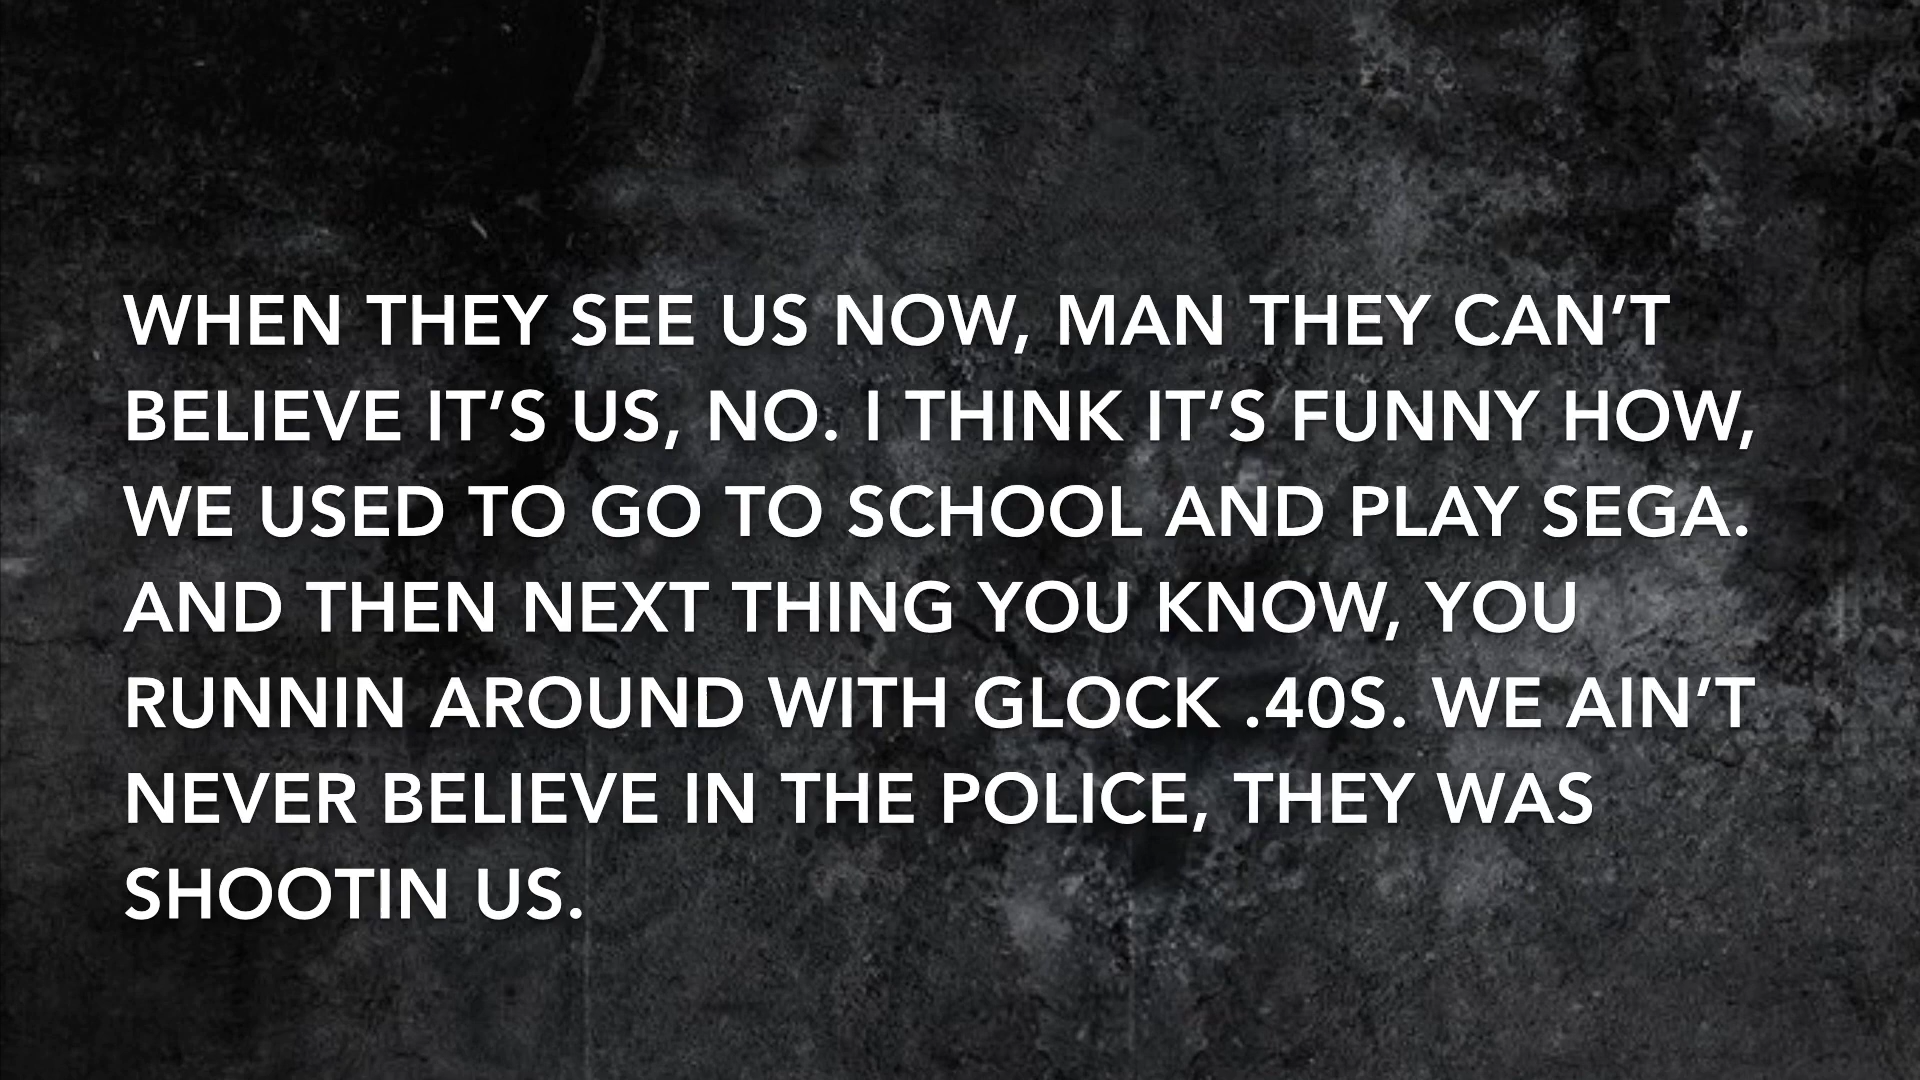 WHEN THEY SEE US NOW, MAN THEY CAN’T
BELIEVE IT’S US, NO. I THINK IT’S FUNNY HOW,
WE USED TO GO TO SCHOOL AND PLAY SEGA.
AND THEN NEXT THING YOU KNOW, YOU
RUNNIN AROUND WITH GLOCK .40S. WE AIN’T
NEVER BELIEVE IN THE POLICE, THEY WAS
SHOOTIN US.